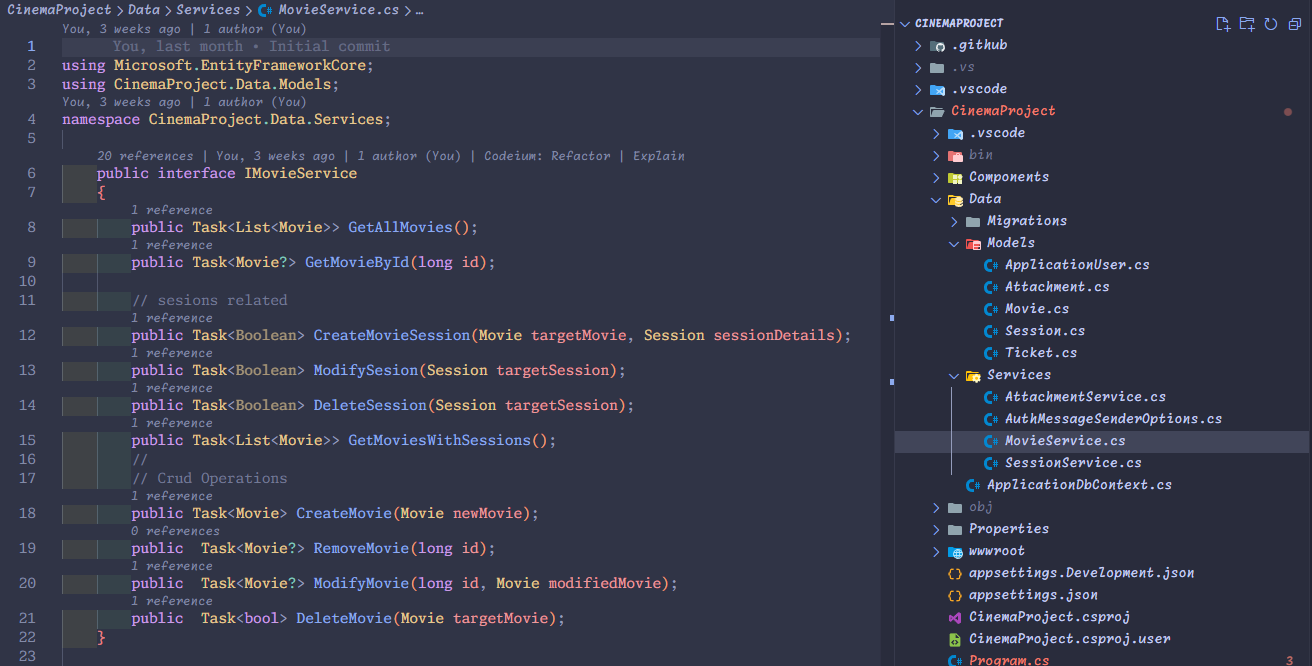 CinemaProject > Data > Services > C# MovieService.cs > …
You, 3 weeks ago | 1 author (You)
1 You, last month • Initial commit
2 using Microsoft.EntityFrameworkCore;
3 using CinemaProject.Data.Models;
You, 3 weeks ago | 1 author (You)
4 namespace CinemaProject.Data.Services;
5
20 references | You, 3 weeks ago | 1 author (You) | Codeium: Refactor | Explain
6 public interface IMovieService
7 {
1 reference
8 public Task<List<Movie>> GetAllMovies();
1 reference
9 public Task<Movie?> GetMovieById(long id);
10
11 // sesions related
1 reference
12 public Task<Boolean> CreateMovieSession(Movie targetMovie, Session sessionDetails);
1 reference
13 public Task<Boolean> ModifySesion(Session targetSession);
1 reference
14 public Task<Boolean> DeleteSession(Session targetSession);
1 reference
15 public Task<List<Movie>> GetMoviesWithSessions();
16 //
17 // Crud Operations
1 reference
18 public Task<Movie> CreateMovie(Movie newMovie);
0 references
19 public  Task<Movie?> RemoveMovie(long id);
1 reference
20 public  Task<Movie?> ModifyMovie(long id, Movie modifiedMovie);
1 reference
21 public  Task<bool> DeleteMovie(Movie targetMovie);
22 }
23
CINEMAPROJECT
.github
.vs
.vscode
CinemaProject
.vscode
bin
Components
Data
Migrations
Models
C# ApplicationUser.cs
C# Attachment.cs
C# Movie.cs
C# Session.cs
C# Ticket.cs
Services
C# AttachmentService.cs
C# AuthMessageSenderOptions.cs
C# MovieService.cs
C# SessionService.cs
C# ApplicationDbContext.cs
obj
Properties
wwwroot
{} appsettings.Development.json
{} appsettings.json
CinemaProject.csproj
CinemaProject.csproj.user
C# Program.cs 3